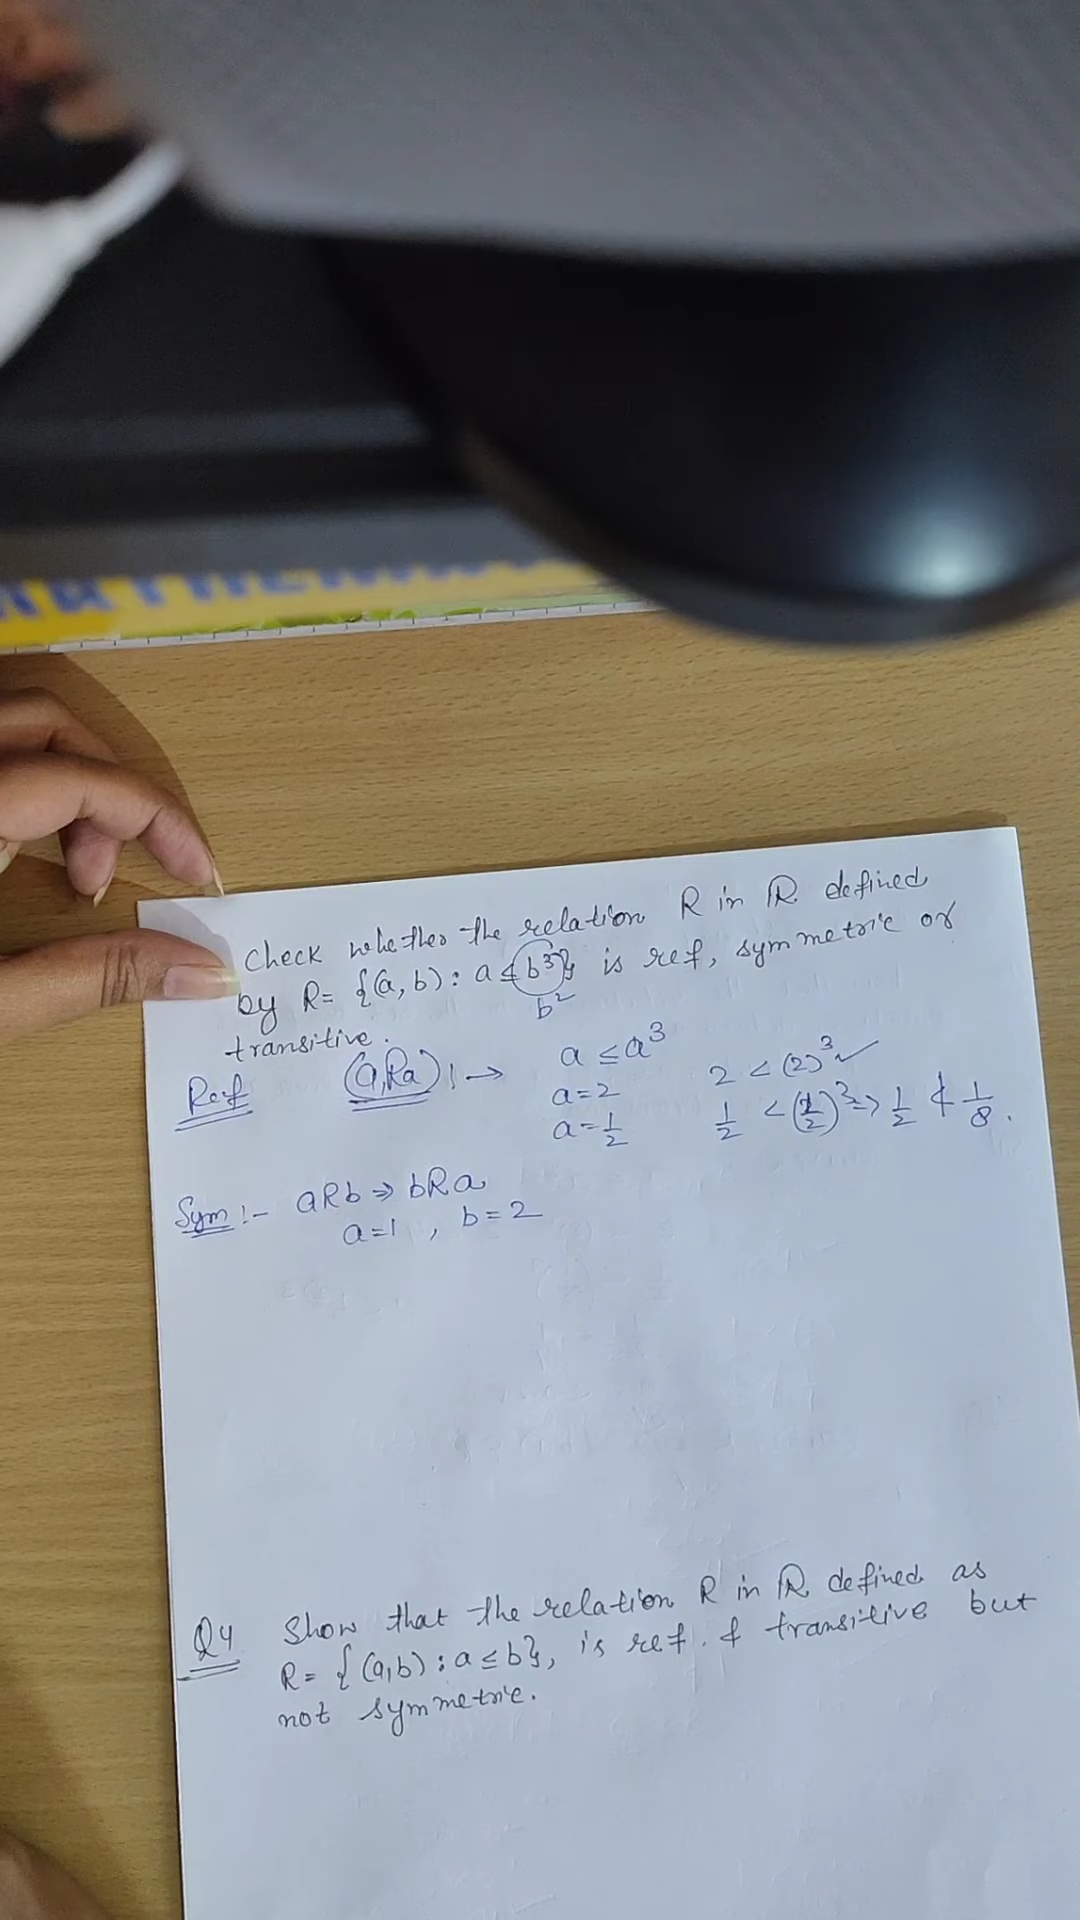 check whether the relation R in ℝ defined
by R= {(a,b): a ≤ b³} is ref, symmetric or
b²
transitive.
Ref (a,Ra) :→ a ≤ a³
a=2 2 < (2)³ ✓
a=1/2 1/2 < (1/2)³ => 1/2 ≮ 1/8.
Sym :- aRb => bRa
a=1 , b=2
Q4 Show that the relation R in ℝ defined as
R= {(a,b): a ≤ b}, is ref. & transitive but
not symmetric.